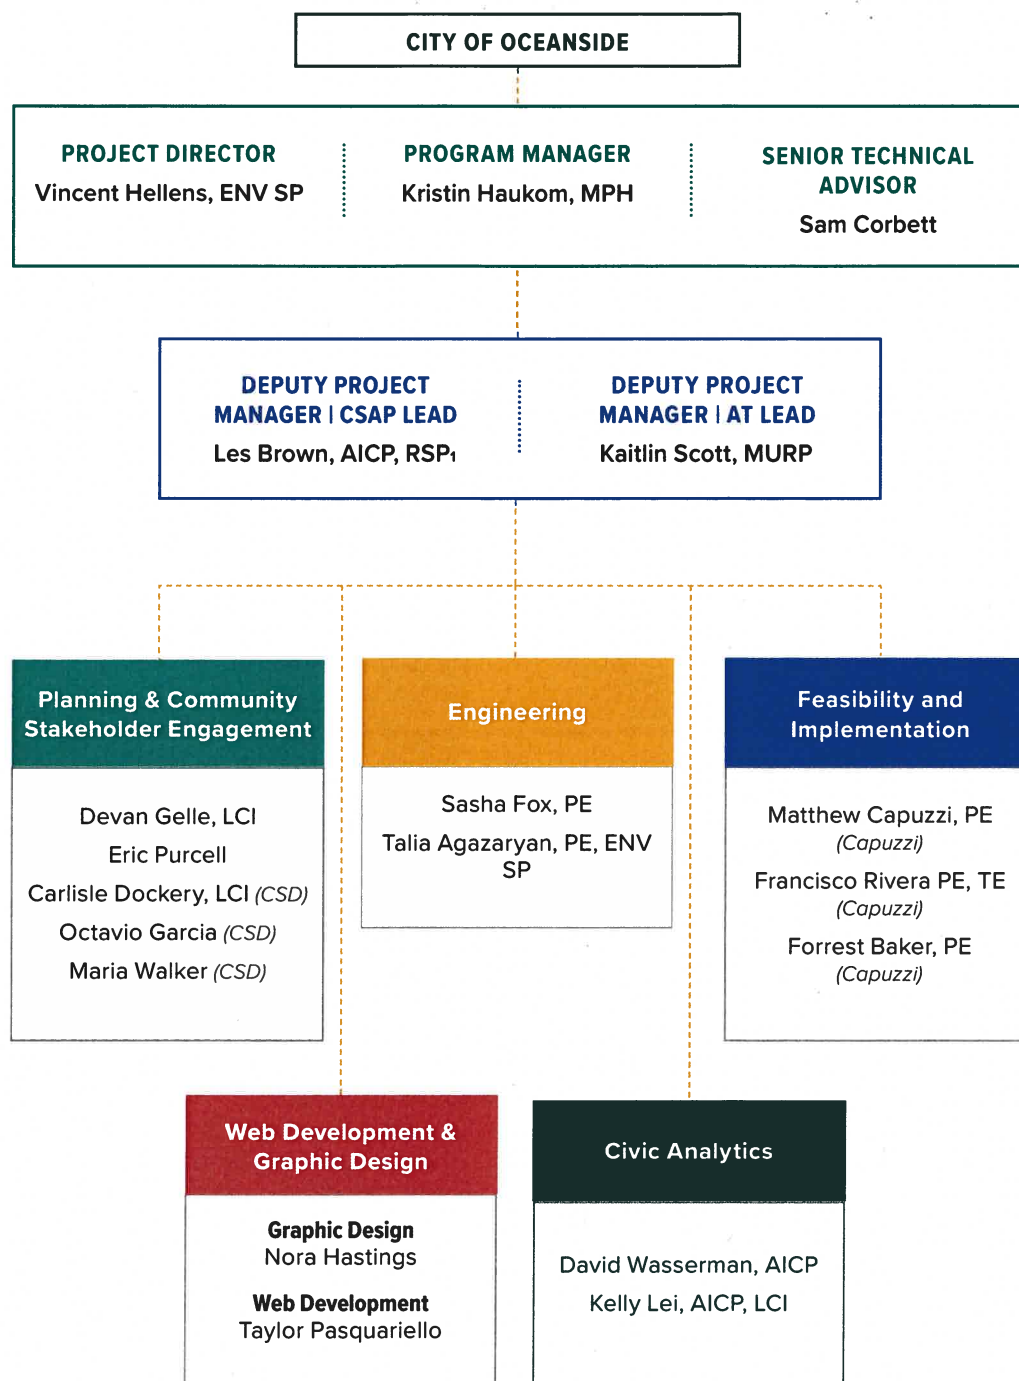 CITY OF OCEANSIDE
PROJECT DIRECTOR
Vincent Hellens, ENV SP
PROGRAM MANAGER
Kristin Haukom, MPH
SENIOR TECHNICAL
ADVISOR
Sam Corbett
DEPUTY PROJECT
MANAGER | CSAP LEAD
Les Brown, AICP, RSP₁
DEPUTY PROJECT
MANAGER | AT LEAD
Kaitlin Scott, MURP
Planning & Community
Stakeholder Engagement
Devan Gelle, LCI
Eric Purcell
Carlisle Dockery, LCI (CSD)
Octavio Garcia (CSD)
Maria Walker (CSD)
Engineering
Sasha Fox, PE
Talia Agazaryan, PE, ENV
SP
Feasibility and
Implementation
Matthew Capuzzi, PE
(Capuzzi)
Francisco Rivera PE, TE
(Capuzzi)
Forrest Baker, PE
(Capuzzi)
Web Development &
Graphic Design
Graphic Design
Nora Hastings
Web Development
Taylor Pasquariello
Civic Analytics
David Wasserman, AICP
Kelly Lei, AICP, LCI